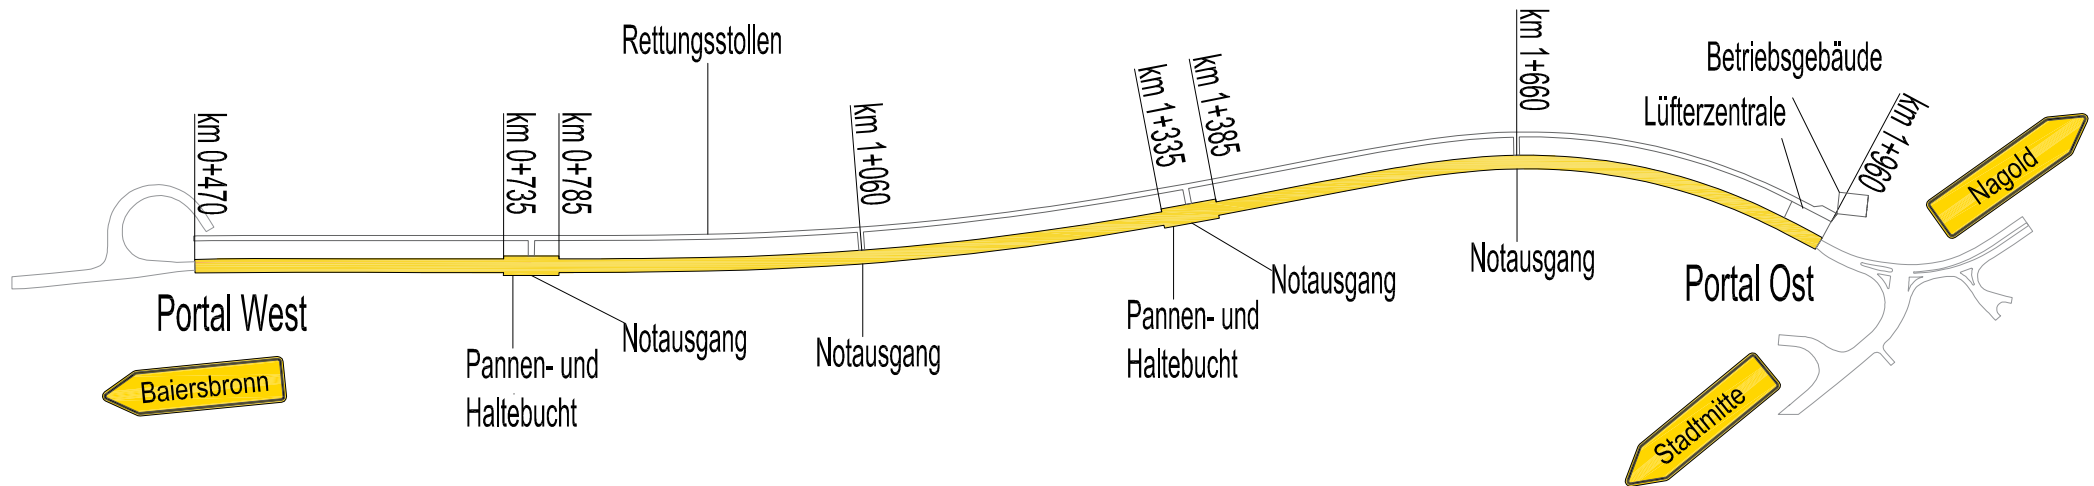 Rettungsstollen
km 0+470
km 0+735
km 0+785
km 1+060
km 1+335
km 1+385
km 1+660
Betriebsgebäude
Lüfterzentrale
km 1+960
Nagold
Portal West
Baiersbronn
Pannen- und
Haltebucht
Notausgang
Notausgang
Pannen- und
Haltebucht
Notausgang
Notausgang
Portal Ost
Stadtmitte